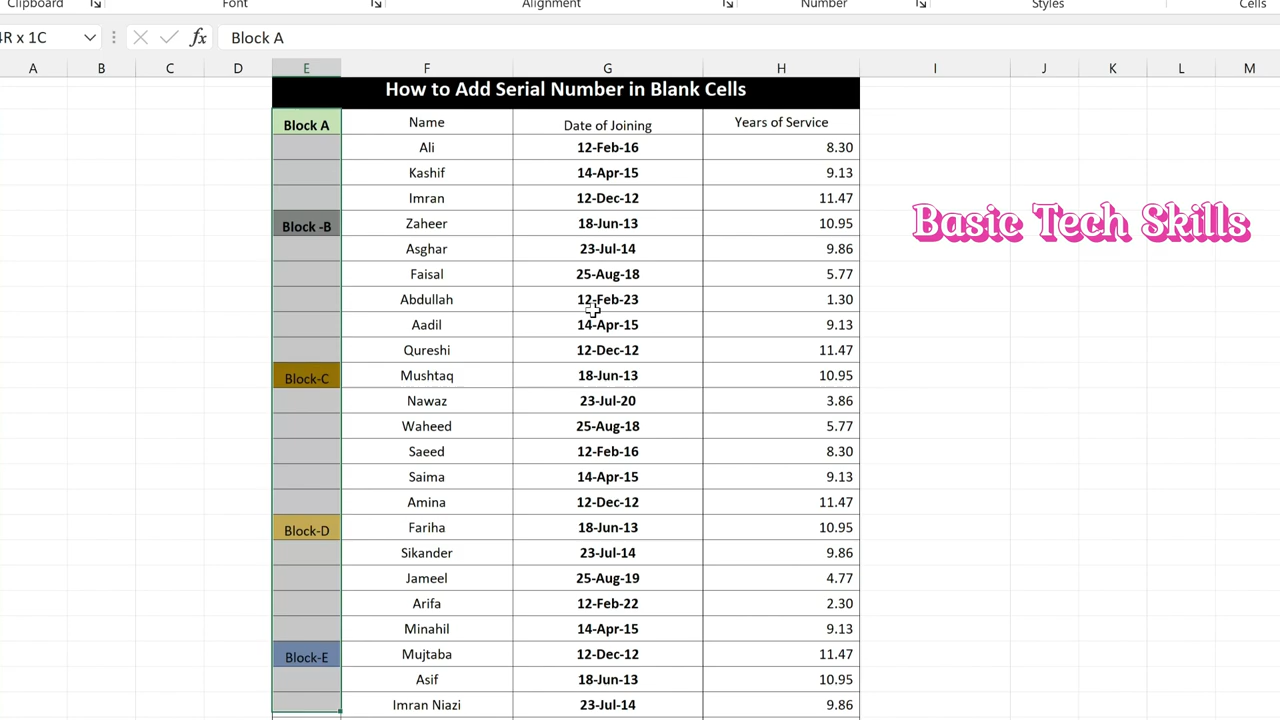 Clipboard Font Alignment Number Styles Cells
4R x 1C fx Block A
A B C D E F G H I J K L M
How to Add Serial Number in Blank Cells
Block A Name Date of Joining Years of Service
Ali 12-Feb-16 8.30
Kashif 14-Apr-15 9.13
Imran 12-Dec-12 11.47
Block -B Zaheer 18-Jun-13 10.95
Basic Tech Skills
Asghar 23-Jul-14 9.86
Faisal 25-Aug-18 5.77
Abdullah 12-Feb-23 1.30
Aadil 14-Apr-15 9.13
Qureshi 12-Dec-12 11.47
Block-C Mushtaq 18-Jun-13 10.95
Nawaz 23-Jul-20 3.86
Waheed 25-Aug-18 5.77
Saeed 12-Feb-16 8.30
Saima 14-Apr-15 9.13
Amina 12-Dec-12 11.47
Block-D Fariha 18-Jun-13 10.95
Sikander 23-Jul-14 9.86
Jameel 25-Aug-19 4.77
Arifa 12-Feb-22 2.30
Minahil 14-Apr-15 9.13
Block-E Mujtaba 12-Dec-12 11.47
Asif 18-Jun-13 10.95
Imran Niazi 23-Jul-14 9.86